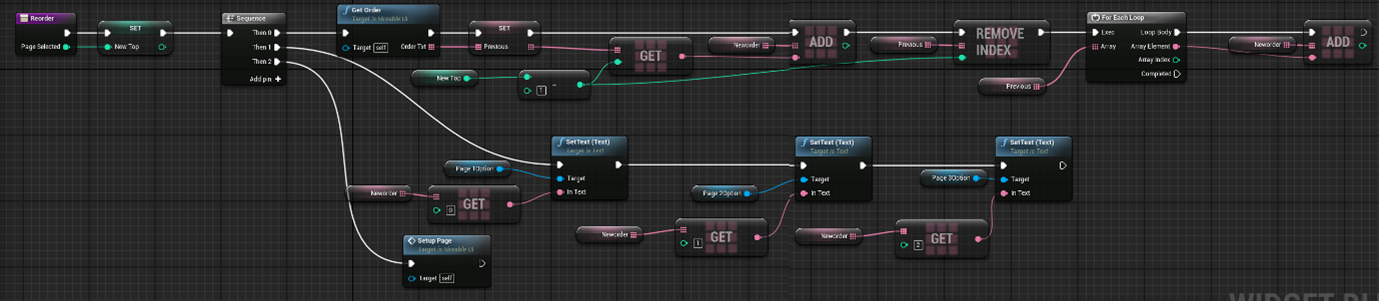 Reorder
Page Selected
SET
New Top
Sequence
Then 0
Then 1
Then 2
Add pin
Get Order
Target is Moveable UI
Target self
Order Txt
SET
Previous
New Top
1
GET
Neworder
ADD
Previous
REMOVE
INDEX
Previous
For Each Loop
Exec
Loop Body
Array
Array Element
Array Index
Completed
Neworder
ADD
SetText (Text)
Target is Text
Target
In Text
Page 1Option
Neworder
0
GET
SetText (Text)
Target is Text
Target
In Text
Page 2Option
Neworder
1
GET
SetText (Text)
Target is Text
Target
In Text
Page 3Option
Neworder
2
GET
Setup Page
Target is Moveable UI
Target self